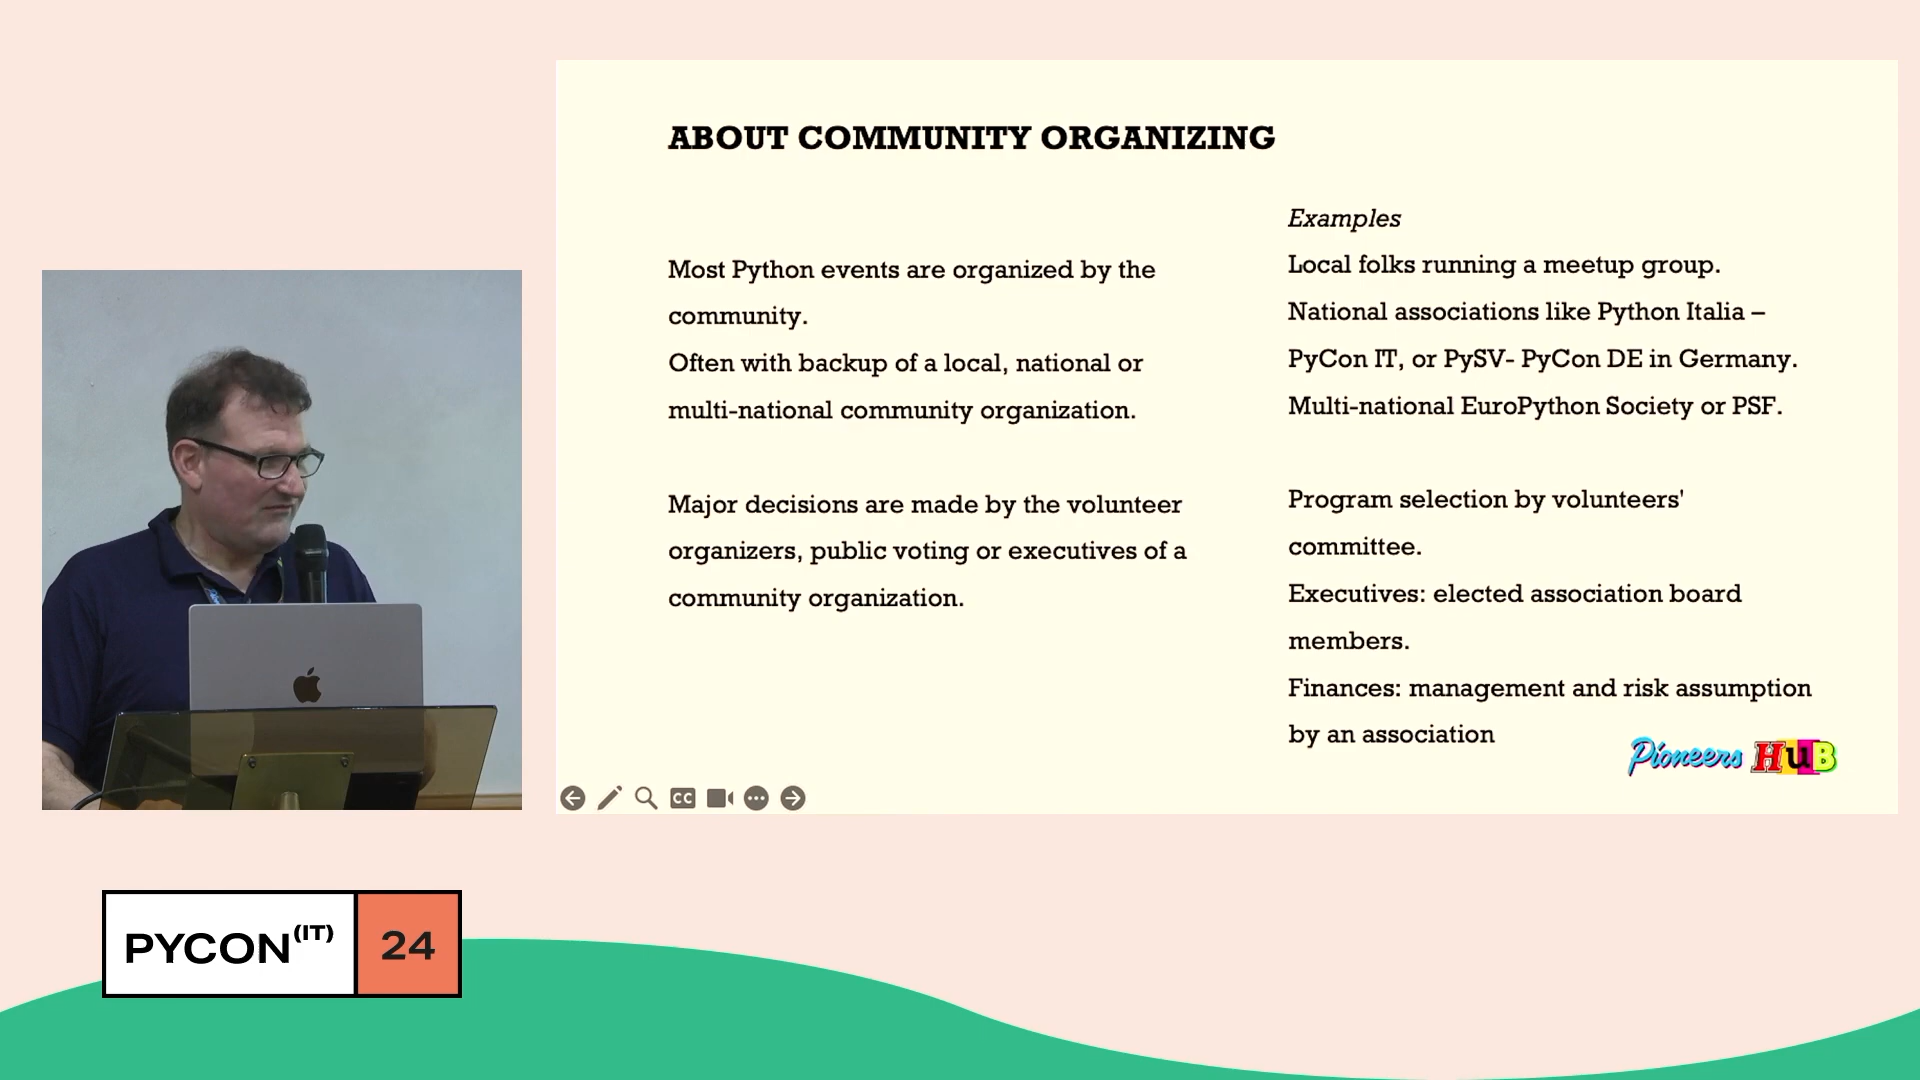 ABOUT COMMUNITY ORGANIZING
Most Python events are organized by the
community.
Often with backup of a local, national or
multi-national community organization.
Major decisions are made by the volunteer
organizers, public voting or executives of a
community organization.
Examples
Local folks running a meetup group.
National associations like Python Italia –
PyCon IT, or PySV- PyCon DE in Germany.
Multi-national EuroPython Society or PSF.
Program selection by volunteers'
committee.
Executives: elected association board
members.
Finances: management and risk assumption
by an association
Pioneers HUB
CC
PYCON(IT) 24